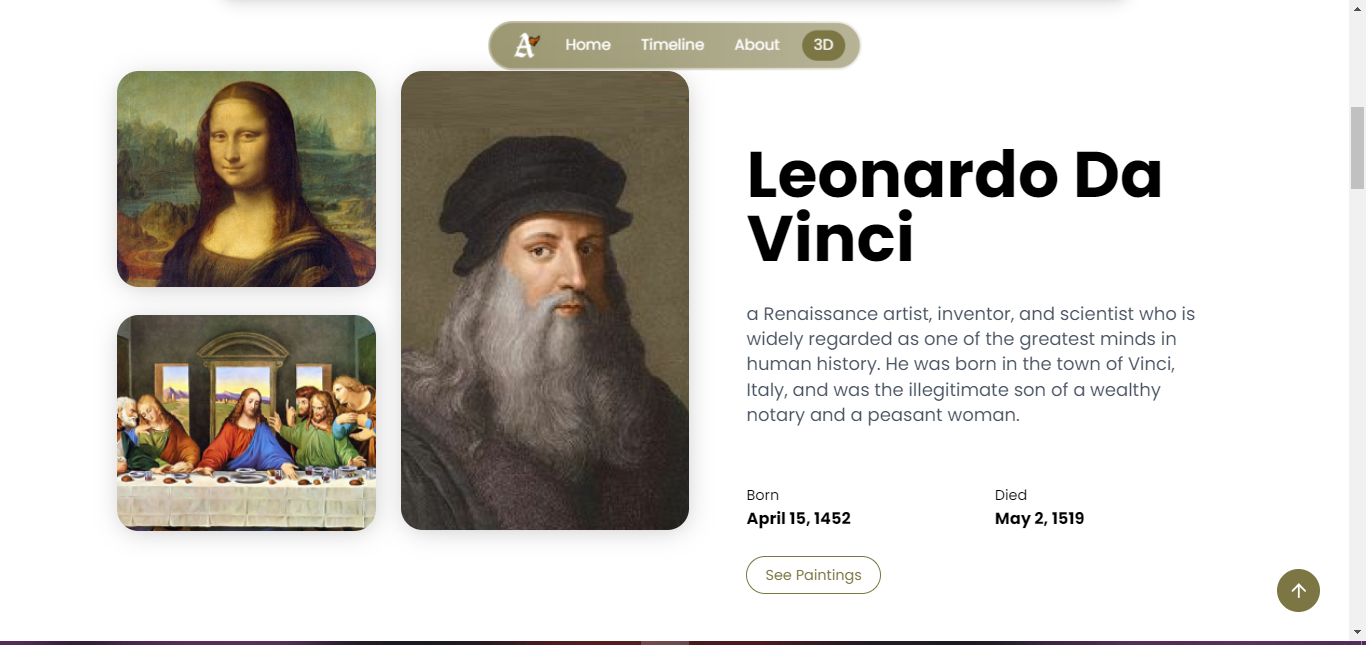 A
Home
Timeline
About
3D
Leonardo Da
Vinci
a Renaissance artist, inventor, and scientist who is
widely regarded as one of the greatest minds in
human history. He was born in the town of Vinci,
Italy, and was the illegitimate son of a wealthy
notary and a peasant woman.
Born
April 15, 1452
Died
May 2, 1519
See Paintings